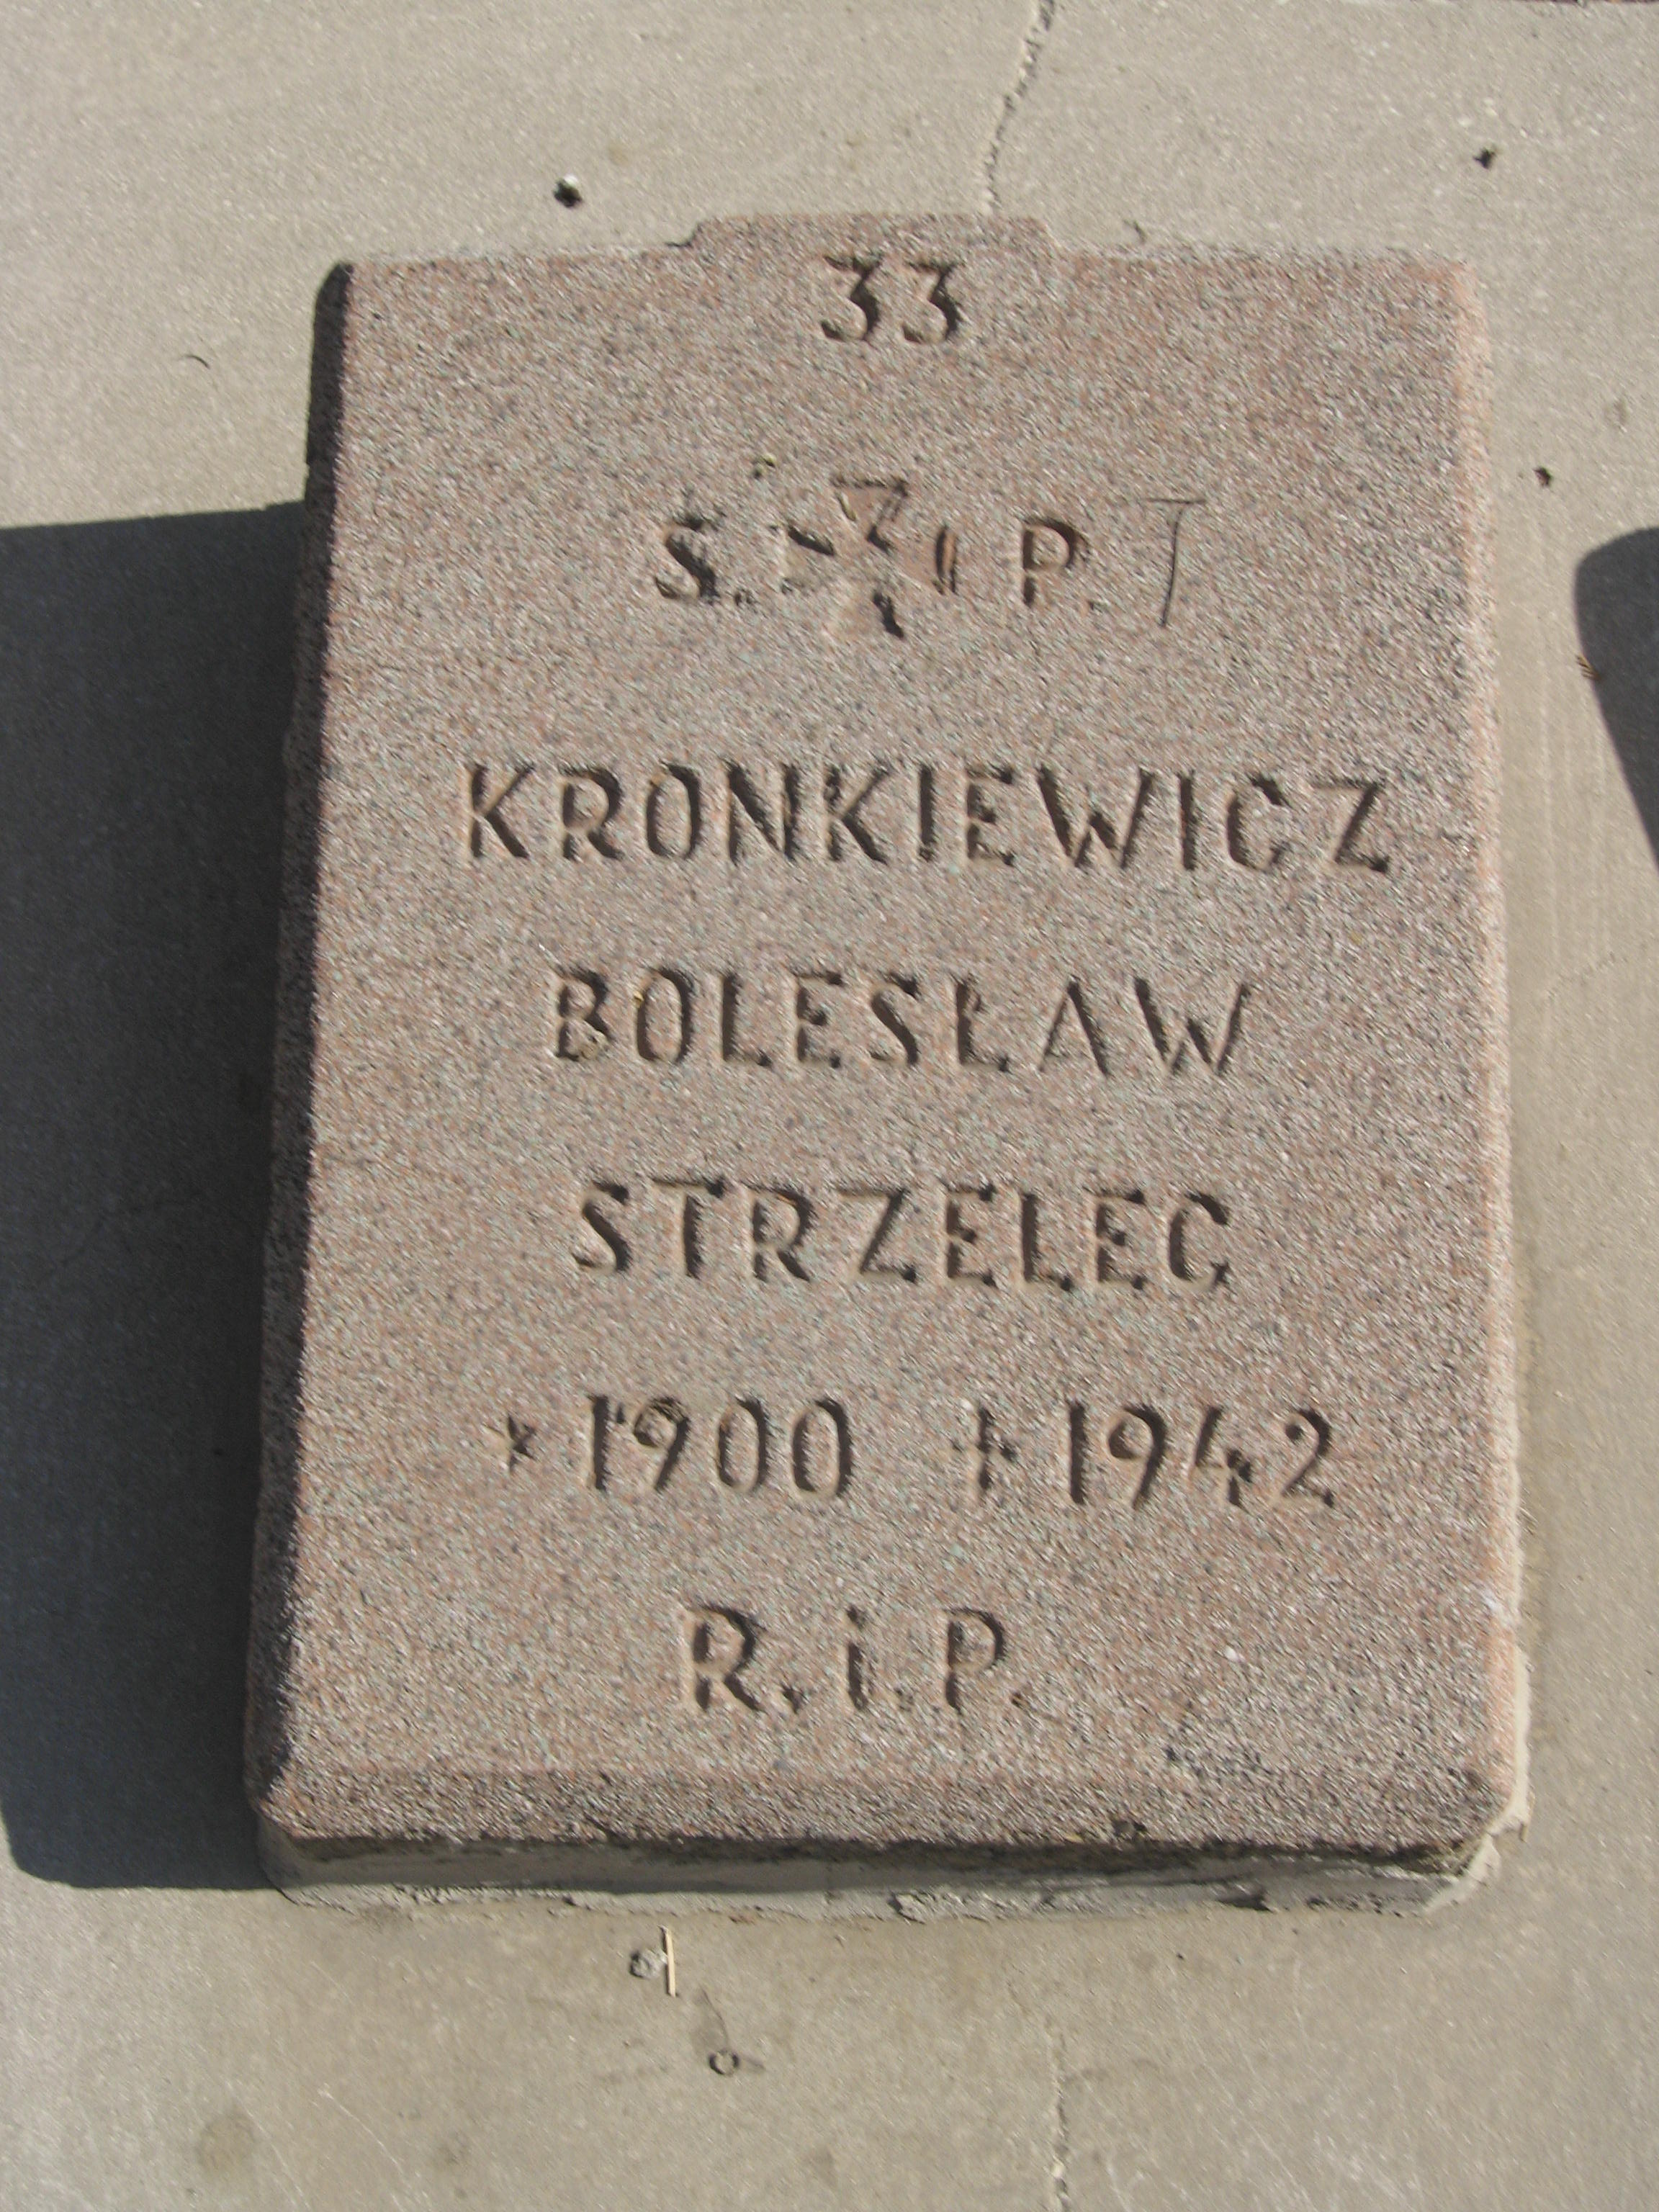 33
S. P. T
KRONKIEWICZ
BOLESŁAW
STRZELEC
*1900 +1942
R.i.P.